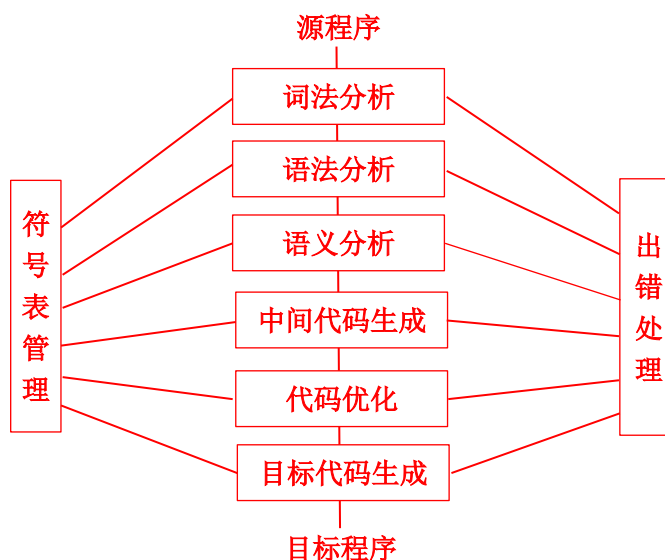 源程序
词法分析
语法分析
语义分析
中间代码生成
代码优化
目标代码生成
目标程序
符号表管理
出错处理